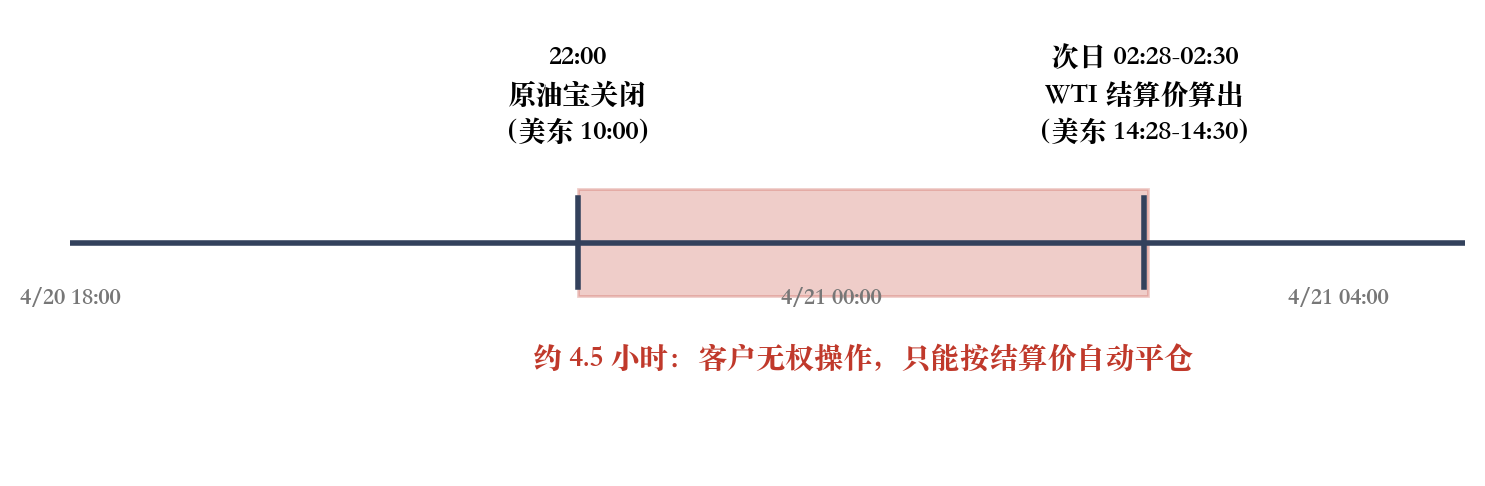 22:00
原油宝关闭
(美东 10:00)
次日 02:28-02:30
WTI 结算价算出
(美东 14:28-14:30)
4/20 18:00
4/21 00:00
4/21 04:00
约 4.5 小时：客户无权操作，只能按结算价自动平仓